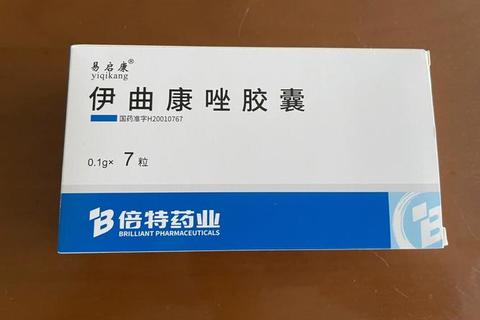 易启康®
yiqikang
伊曲康唑胶囊
国药准字H20010767
0.1g× 7粒
倍特药业
BRILLIANT PHARMACEUTICALS